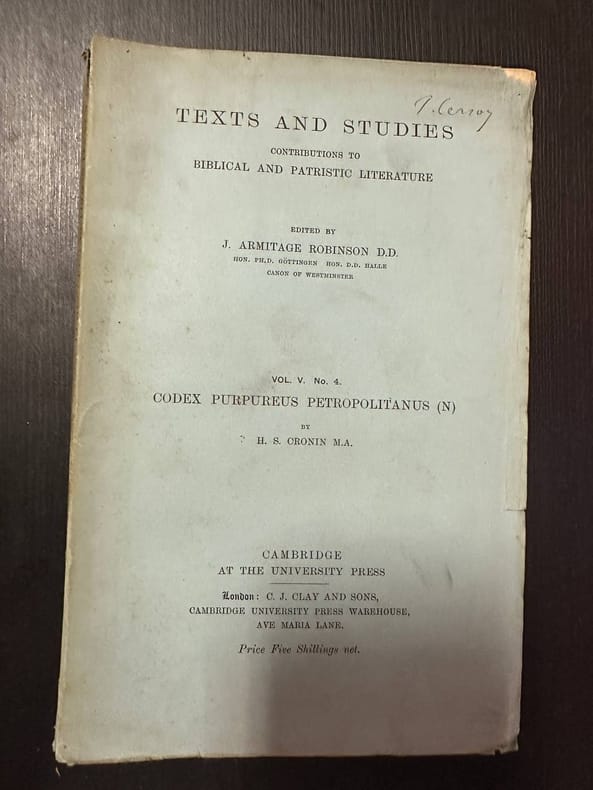 TEXTS AND STUDIES
CONTRIBUTIONS TO
BIBLICAL AND PATRISTIC LITERATURE
EDITED BY
J. ARMITAGE ROBINSON D.D.
HON. PH.D. GÖTTINGEN HON. D.D. HALLE
CANON OF WESTMINSTER
VOL. V. No. 4.
CODEX PURPUREUS PETROPOLITANUS (N)
BY
H. S. CRONIN M.A.
CAMBRIDGE
AT THE UNIVERSITY PRESS
London: C. J. CLAY AND SONS,
CAMBRIDGE UNIVERSITY PRESS WAREHOUSE,
AVE MARIA LANE.
Price Five Shillings net.